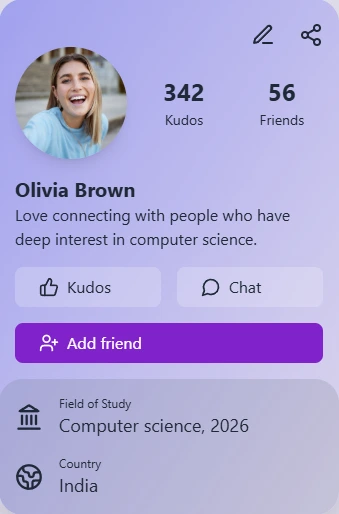 342
56
Kudos
Friends
Olivia Brown
Love connecting with people who have
deep interest in computer science.
Kudos
Chat
Add friend
Field of Study
Computer science, 2026
Country
India